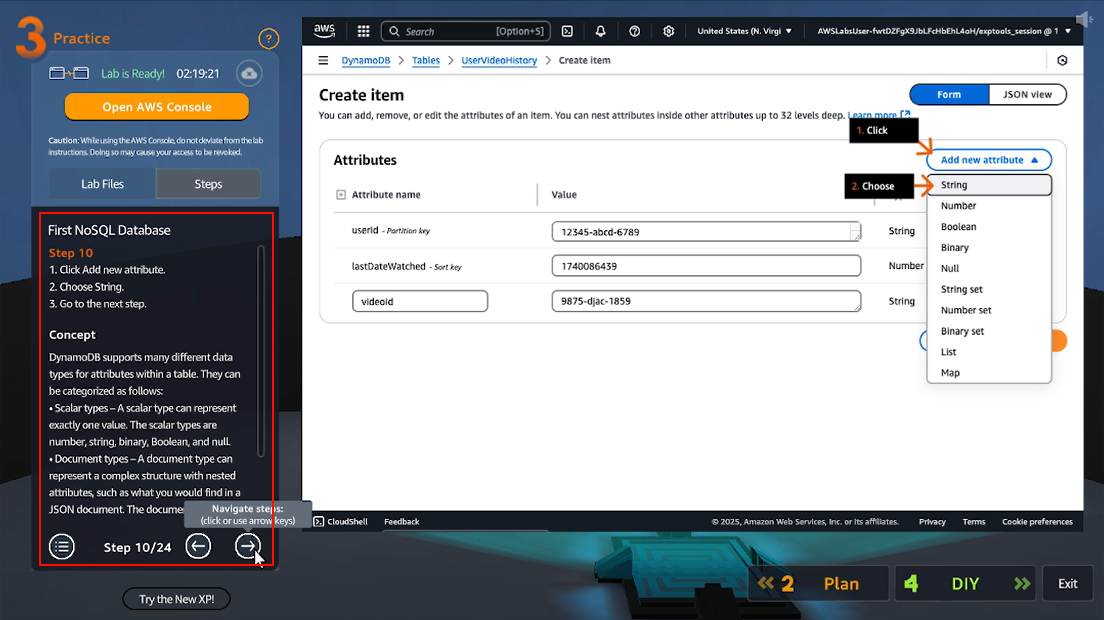 3 Practice
?
Lab is Ready! 02:19:21
Open AWS Console
Caution: While using the AWS Console, do not deviate from the lab
instructions. Doing so may cause your access to be revoked.
Lab Files
Steps
First NoSQL Database
Step 10
1. Click Add new attribute.
2. Choose String.
3. Go to the next step.
Concept
DynamoDB supports many different data
types for attributes within a table. They can
be categorized as follows:
• Scalar types – A scalar type can represent
exactly one value. The scalar types are
number, string, binary, Boolean, and null.
• Document types – A document type can
represent a complex structure with nested
attributes, such as what you would find in a
JSON document. The docume
Navigate steps:
(click or use arrow keys)
Step 10/24
Try the New XP!
aws
Search [Option+S]
United States (N. Virgi
AWSLabsUser-fwtDZFgX9JbLFcHbEhL4oH/exptools_session @ 1
DynamoDB > Tables > UserVideoHistory > Create item
Create item
Form
JSON view
You can add, remove, or edit the attributes of an item. You can nest attributes inside other attributes up to 32 levels deep. Learn more
1. Click
Attributes
Add new attribute
2. Choose
Attribute name
Value
userId - Partition key
12345-abcd-6789
String
lastDateWatched - Sort key
1740086439
Number
videoId
9875-djac-1859
String
String
Number
Boolean
Binary
Null
String set
Number set
Binary set
List
Map
CloudShell
Feedback
© 2025, Amazon Web Services, Inc. or its affiliates.
Privacy
Terms
Cookie preferences
2 Plan
4 DIY
Exit